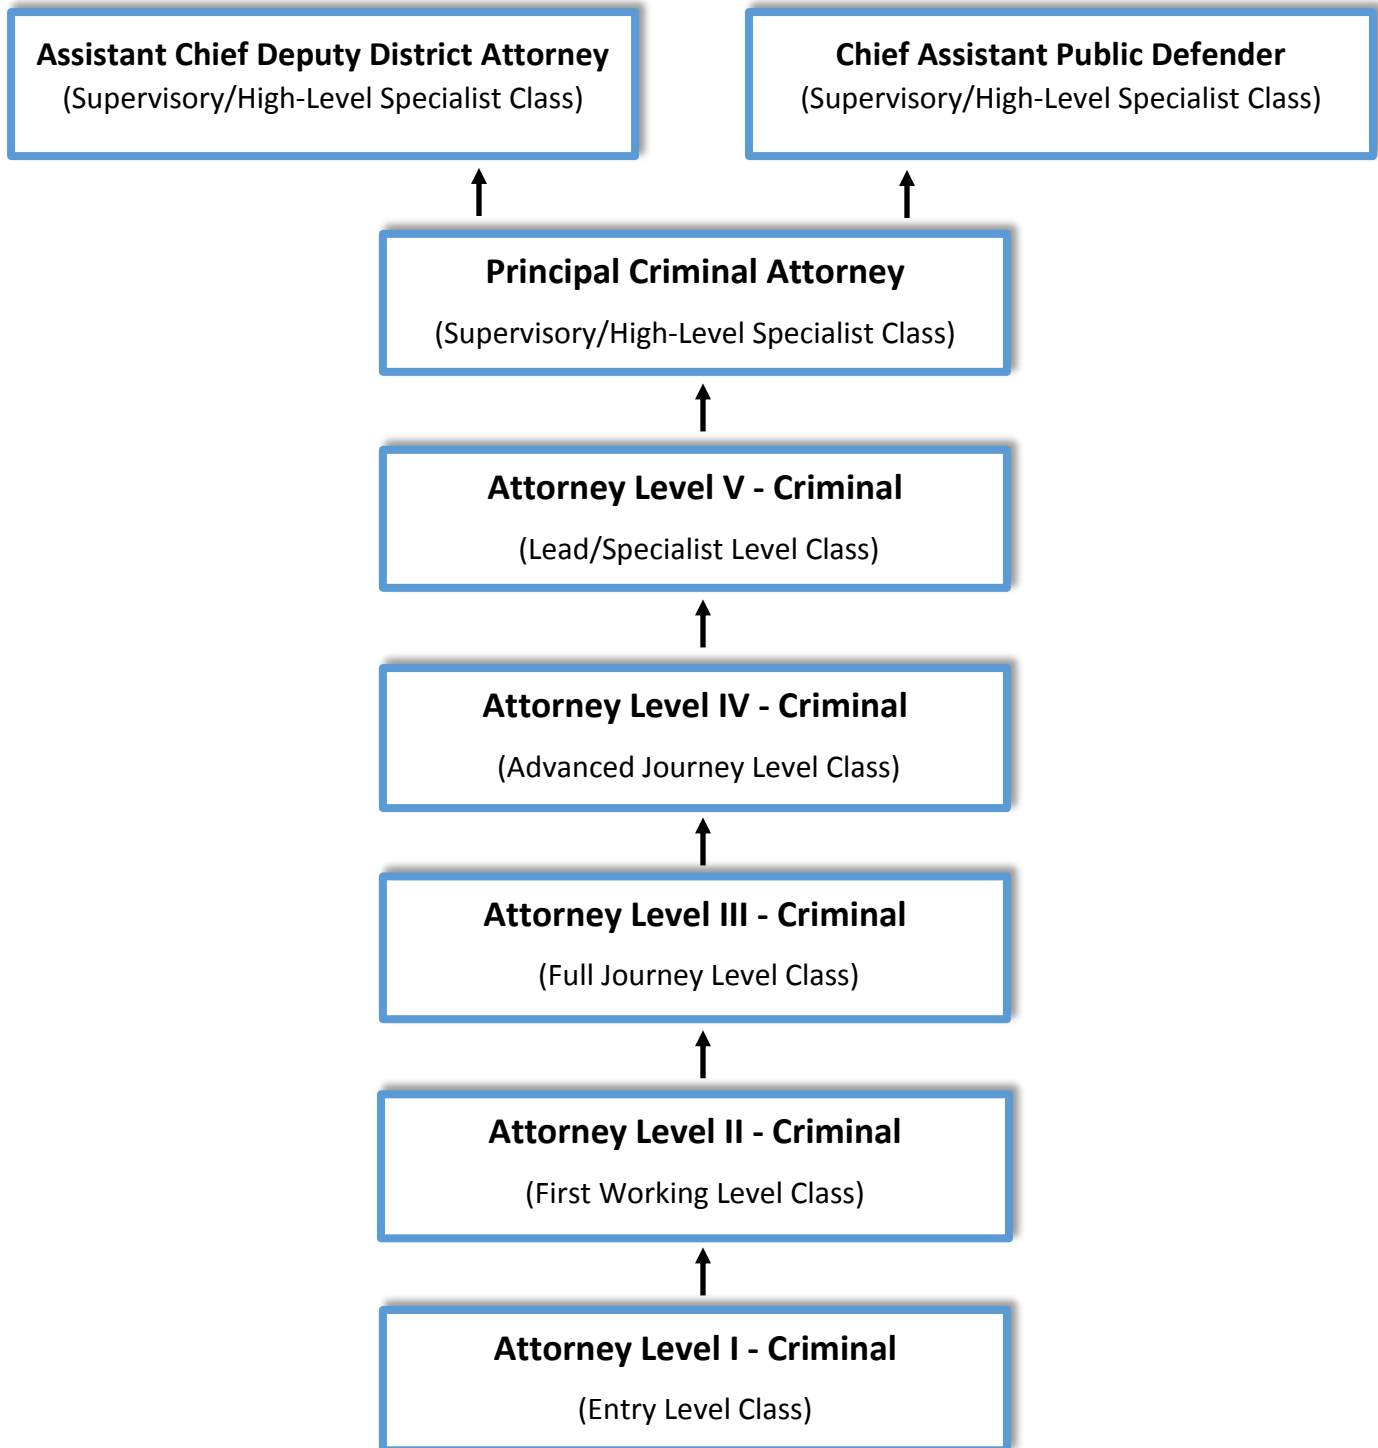 Assistant Chief Deputy District Attorney
(Supervisory/High-Level Specialist Class)
Chief Assistant Public Defender
(Supervisory/High-Level Specialist Class)
Principal Criminal Attorney
(Supervisory/High-Level Specialist Class)
Attorney Level V - Criminal
(Lead/Specialist Level Class)
Attorney Level IV - Criminal
(Advanced Journey Level Class)
Attorney Level III - Criminal
(Full Journey Level Class)
Attorney Level II - Criminal
(First Working Level Class)
Attorney Level I - Criminal
(Entry Level Class)